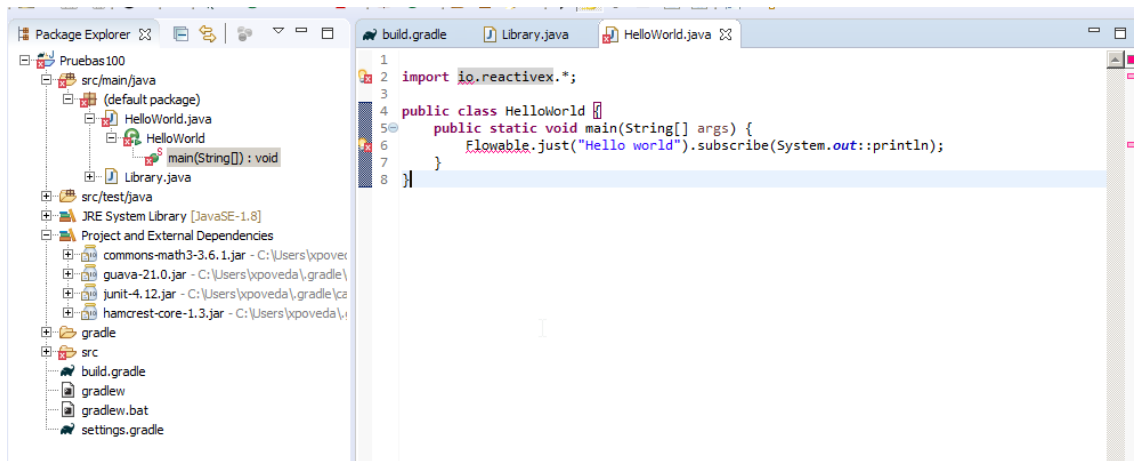 Package Explorer
Pruebas100
src/main/java
(default package)
HelloWorld.java
HelloWorld
S main(String[]) : void
Library.java
src/test/java
JRE System Library [JavaSE-1.8]
Project and External Dependencies
commons-math3-3.6.1.jar - C:\Users\xpoved
guava-21.0.jar - C:\Users\xpoveda\.gradle\
junit-4.12.jar - C:\Users\xpoveda\.gradle\ca
hamcrest-core-1.3.jar - C:\Users\xpoveda\.g
gradle
src
build.gradle
gradlew
gradlew.bat
settings.gradle
build.gradle Library.java HelloWorld.java
1
2 import io.reactivex.*;
3
4 public class HelloWorld {
5 public static void main(String[] args) {
6 Flowable.just("Hello world").subscribe(System.out::println);
7 }
8 }